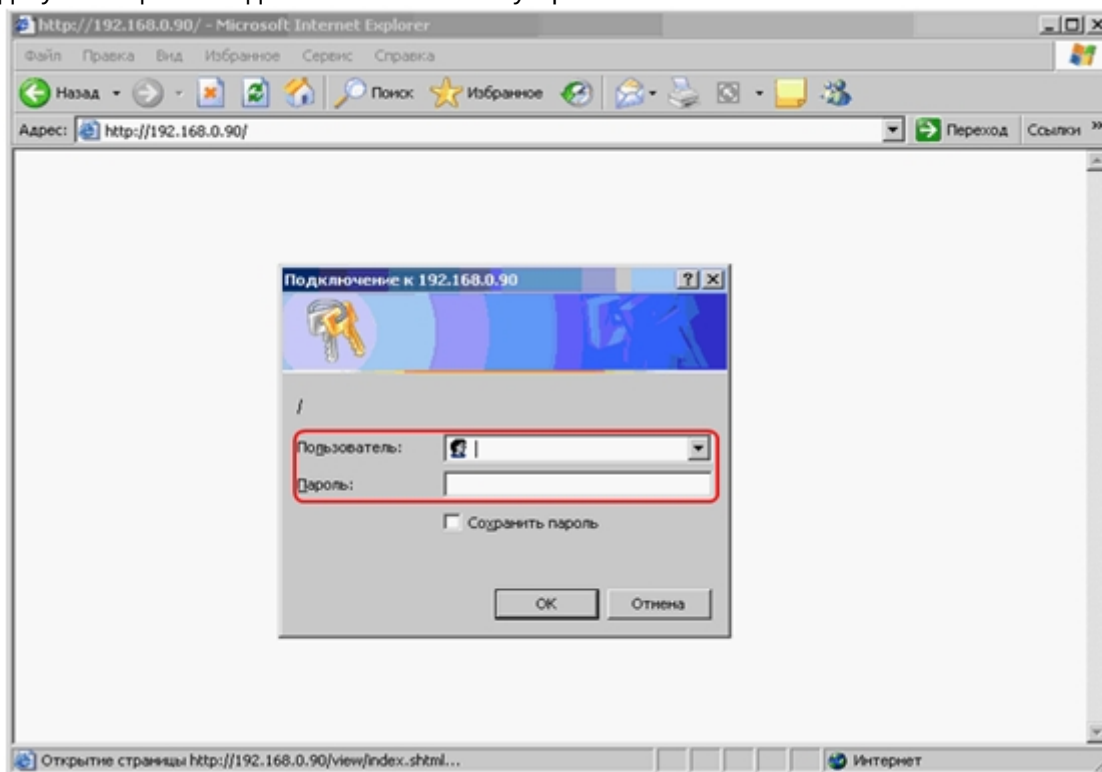 http://192.168.0.90/ - Microsoft Internet Explorer
Файл Правка Вид Избранное Сервис Справка
Назад Поиск Избранное
Адрес: http://192.168.0.90/ Переход Ссылки »
Подключение к 192.168.0.90
/
Пользователь:
Пароль:
Сохранить пароль
OK Отмена
Открытие страницы http://192.168.0.90/view/index.shtml... Интернет